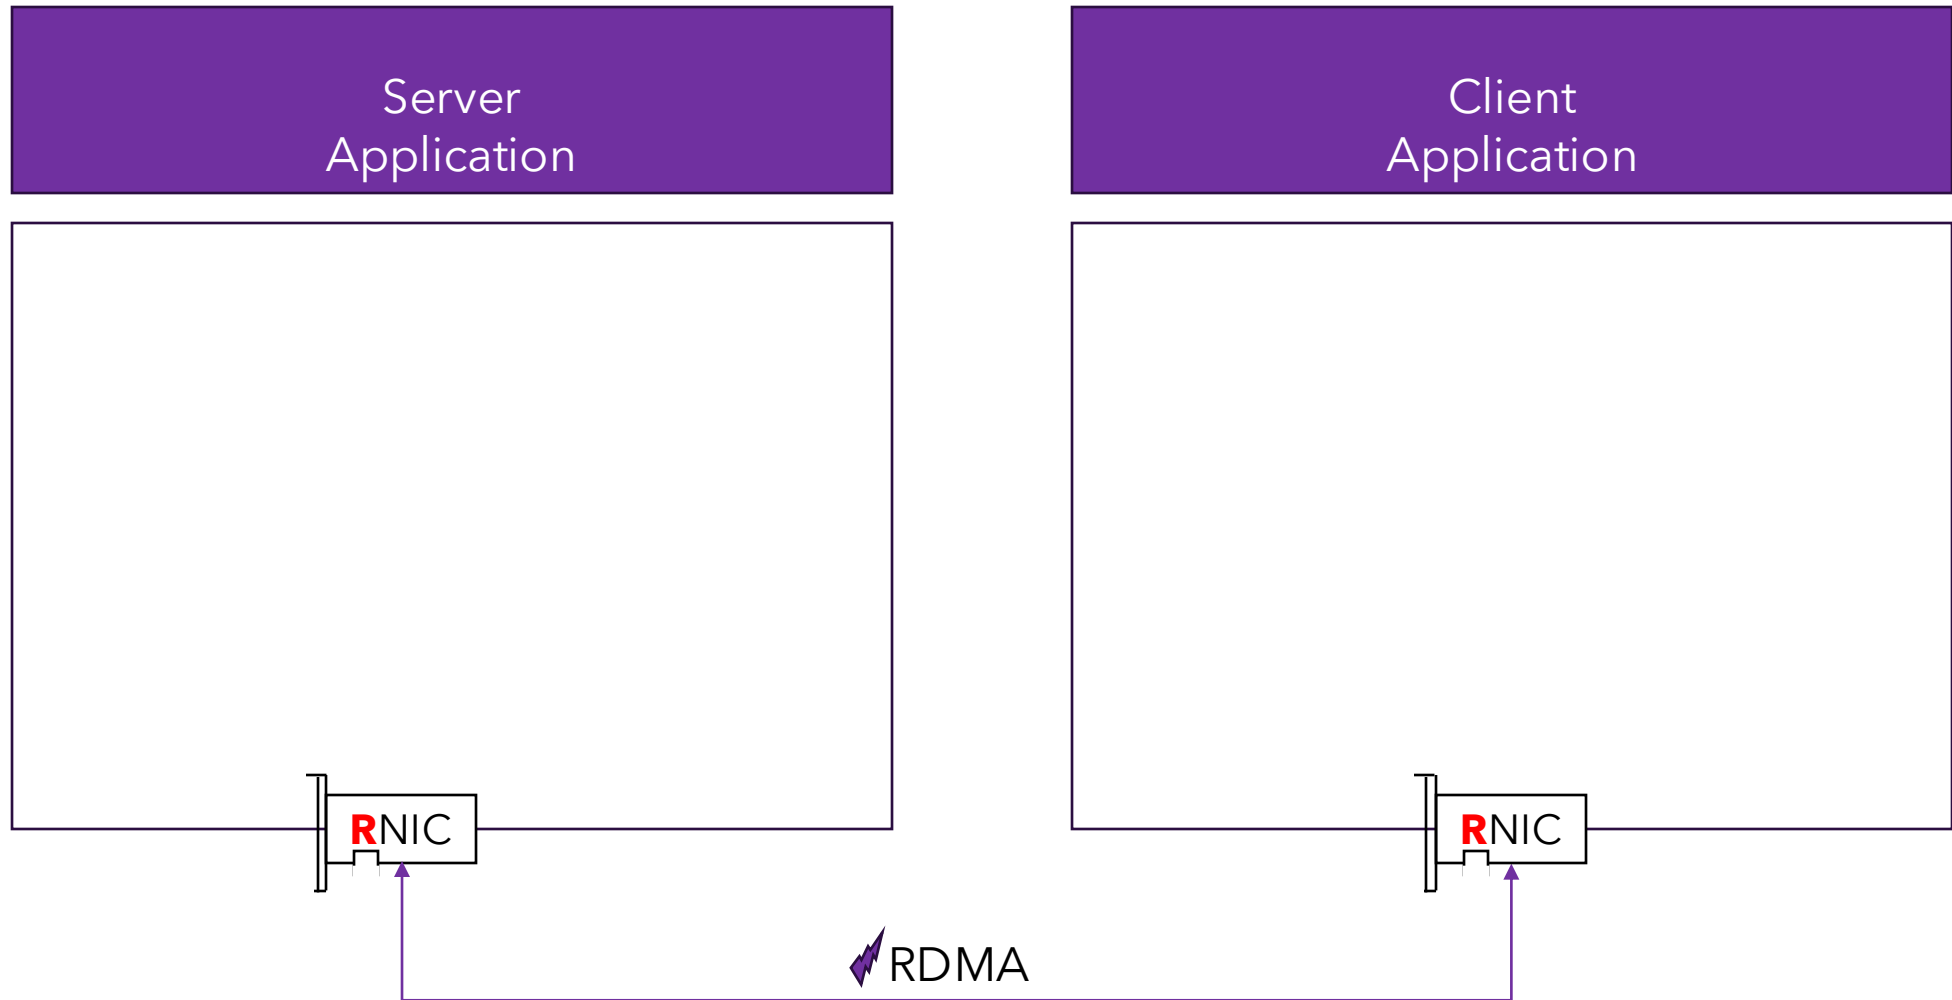 Server
Application
Client
Application
RNIC
RNIC
RDMA